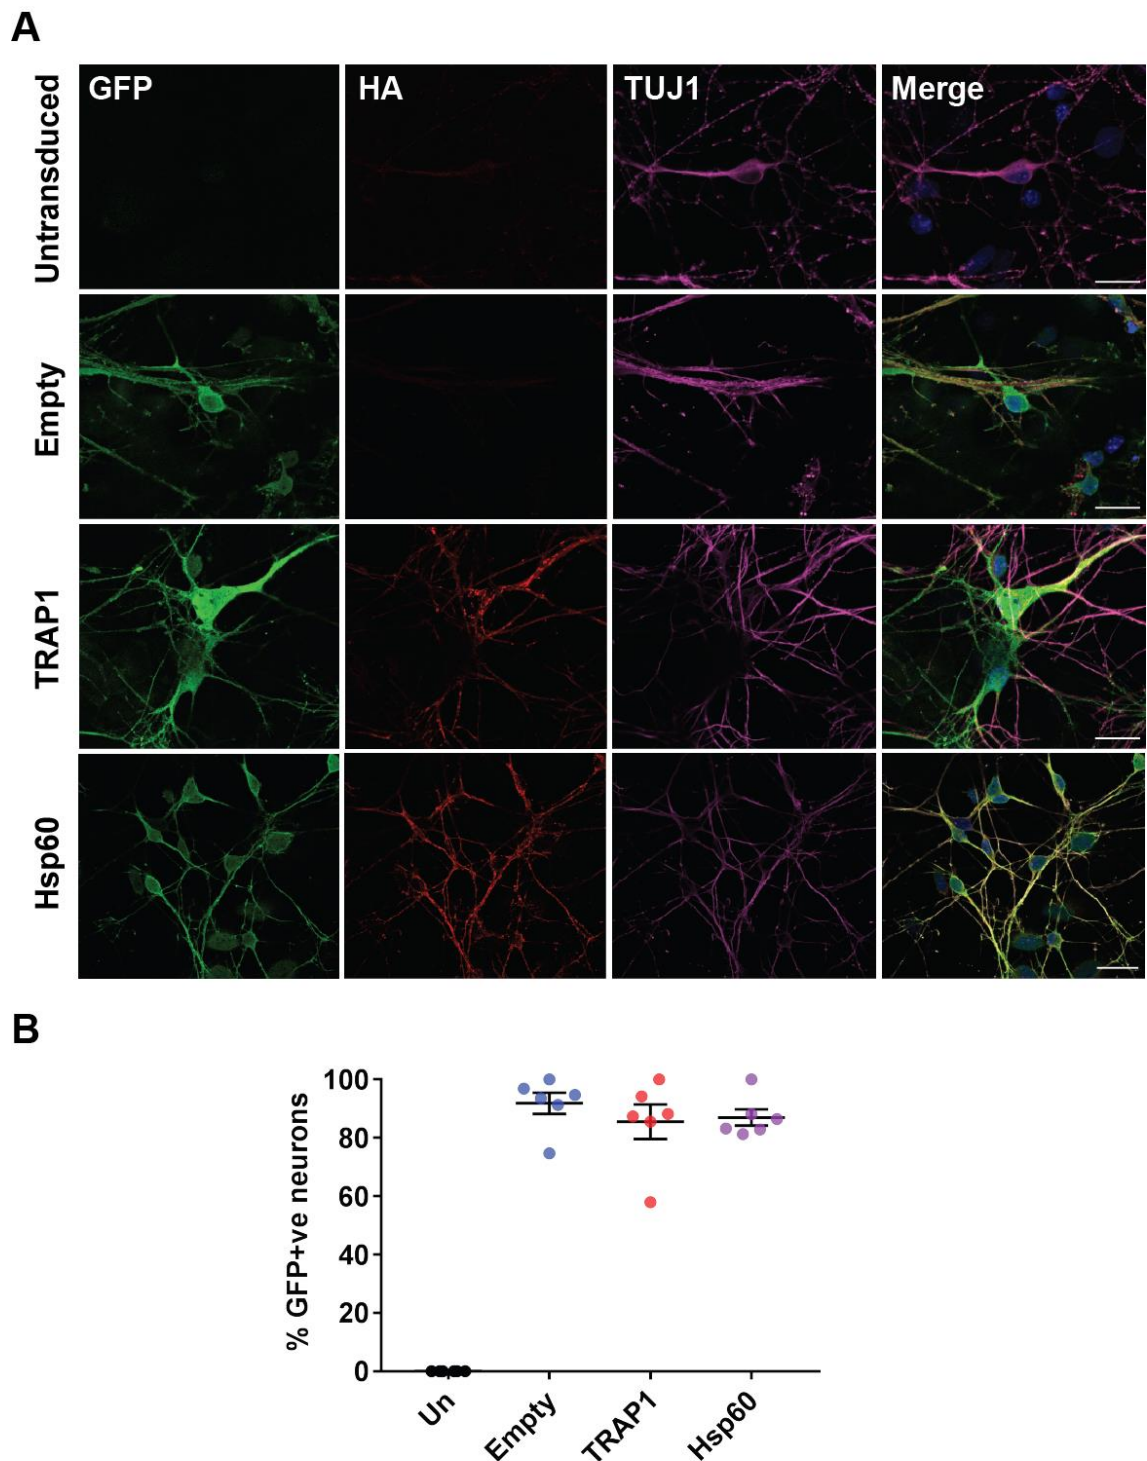 A
GFP HA TUJ1 Merge
Untransduced
Empty
TRAP1
Hsp60
B
% GFP+ve neurons
100
80
60
40
20
0
Un Empty TRAP1 Hsp60